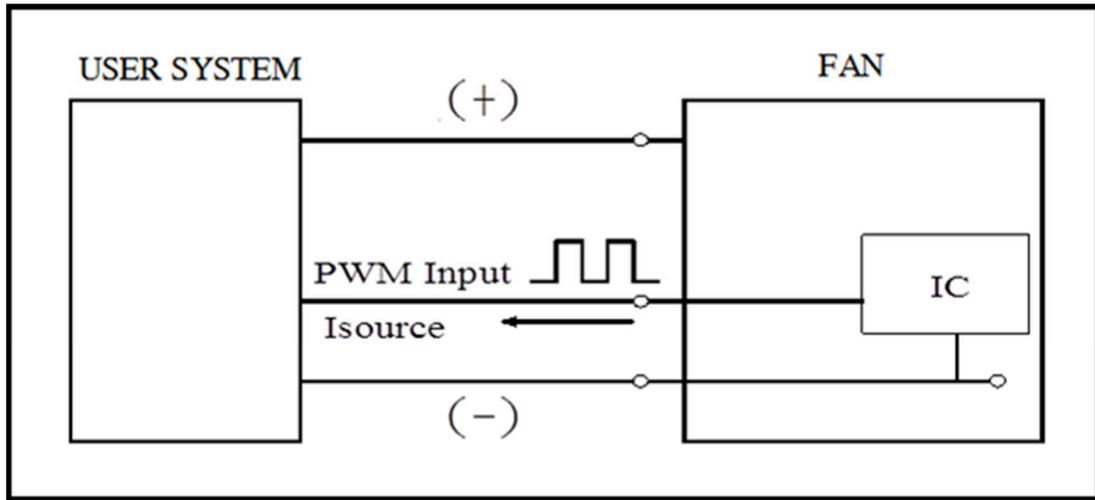 USER SYSTEM
FAN
(+)
PWM Input
IC
Isource
(-)